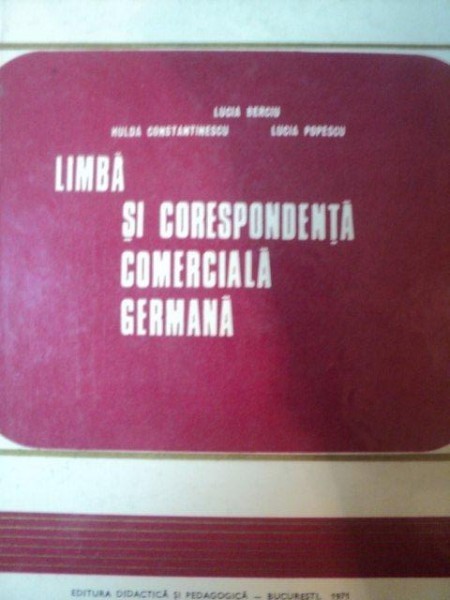 LUCIA BERCIU
HULDA CONSTANTINESCU LUCIA POPESCU
LIMBĂ
ȘI CORESPONDENȚĂ
COMERCIALĂ
GERMANĂ
EDITURA DIDACTICĂ ȘI PEDAGOGICĂ — BUCUREȘTI, 1971